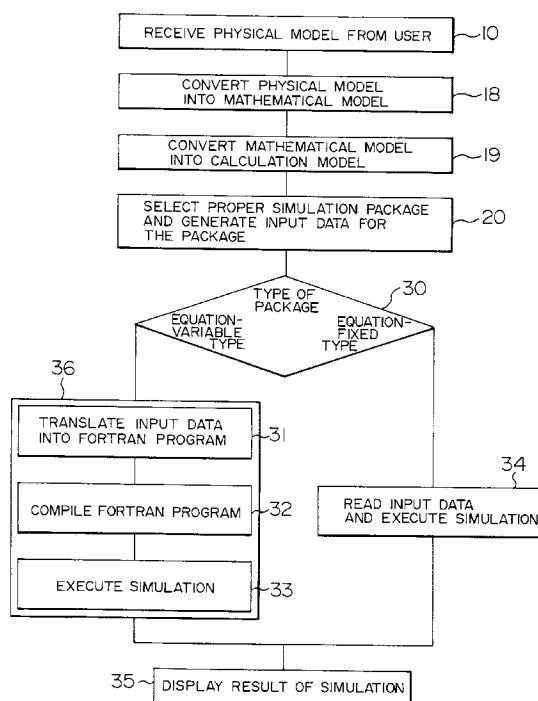 RECEIVE PHYSICAL MODEL FROM USER
10
CONVERT PHYSICAL MODEL
INTO MATHEMATICAL MODEL
18
CONVERT MATHEMATICAL MODEL
INTO CALCULATION MODEL
19
SELECT PROPER SIMULATION PACKAGE
AND GENERATE INPUT DATA FOR
THE PACKAGE
20
30
TYPE OF
PACKAGE
EQUATION-
VARIABLE
TYPE
EQUATION-
FIXED
TYPE
36
TRANSLATE INPUT DATA
INTO FORTRAN PROGRAM
31
COMPILE FORTRAN PROGRAM
32
EXECUTE SIMULATION
33
34
READ INPUT DATA
AND EXECUTE SIMULATION
35
DISPLAY RESULT OF SIMULATION